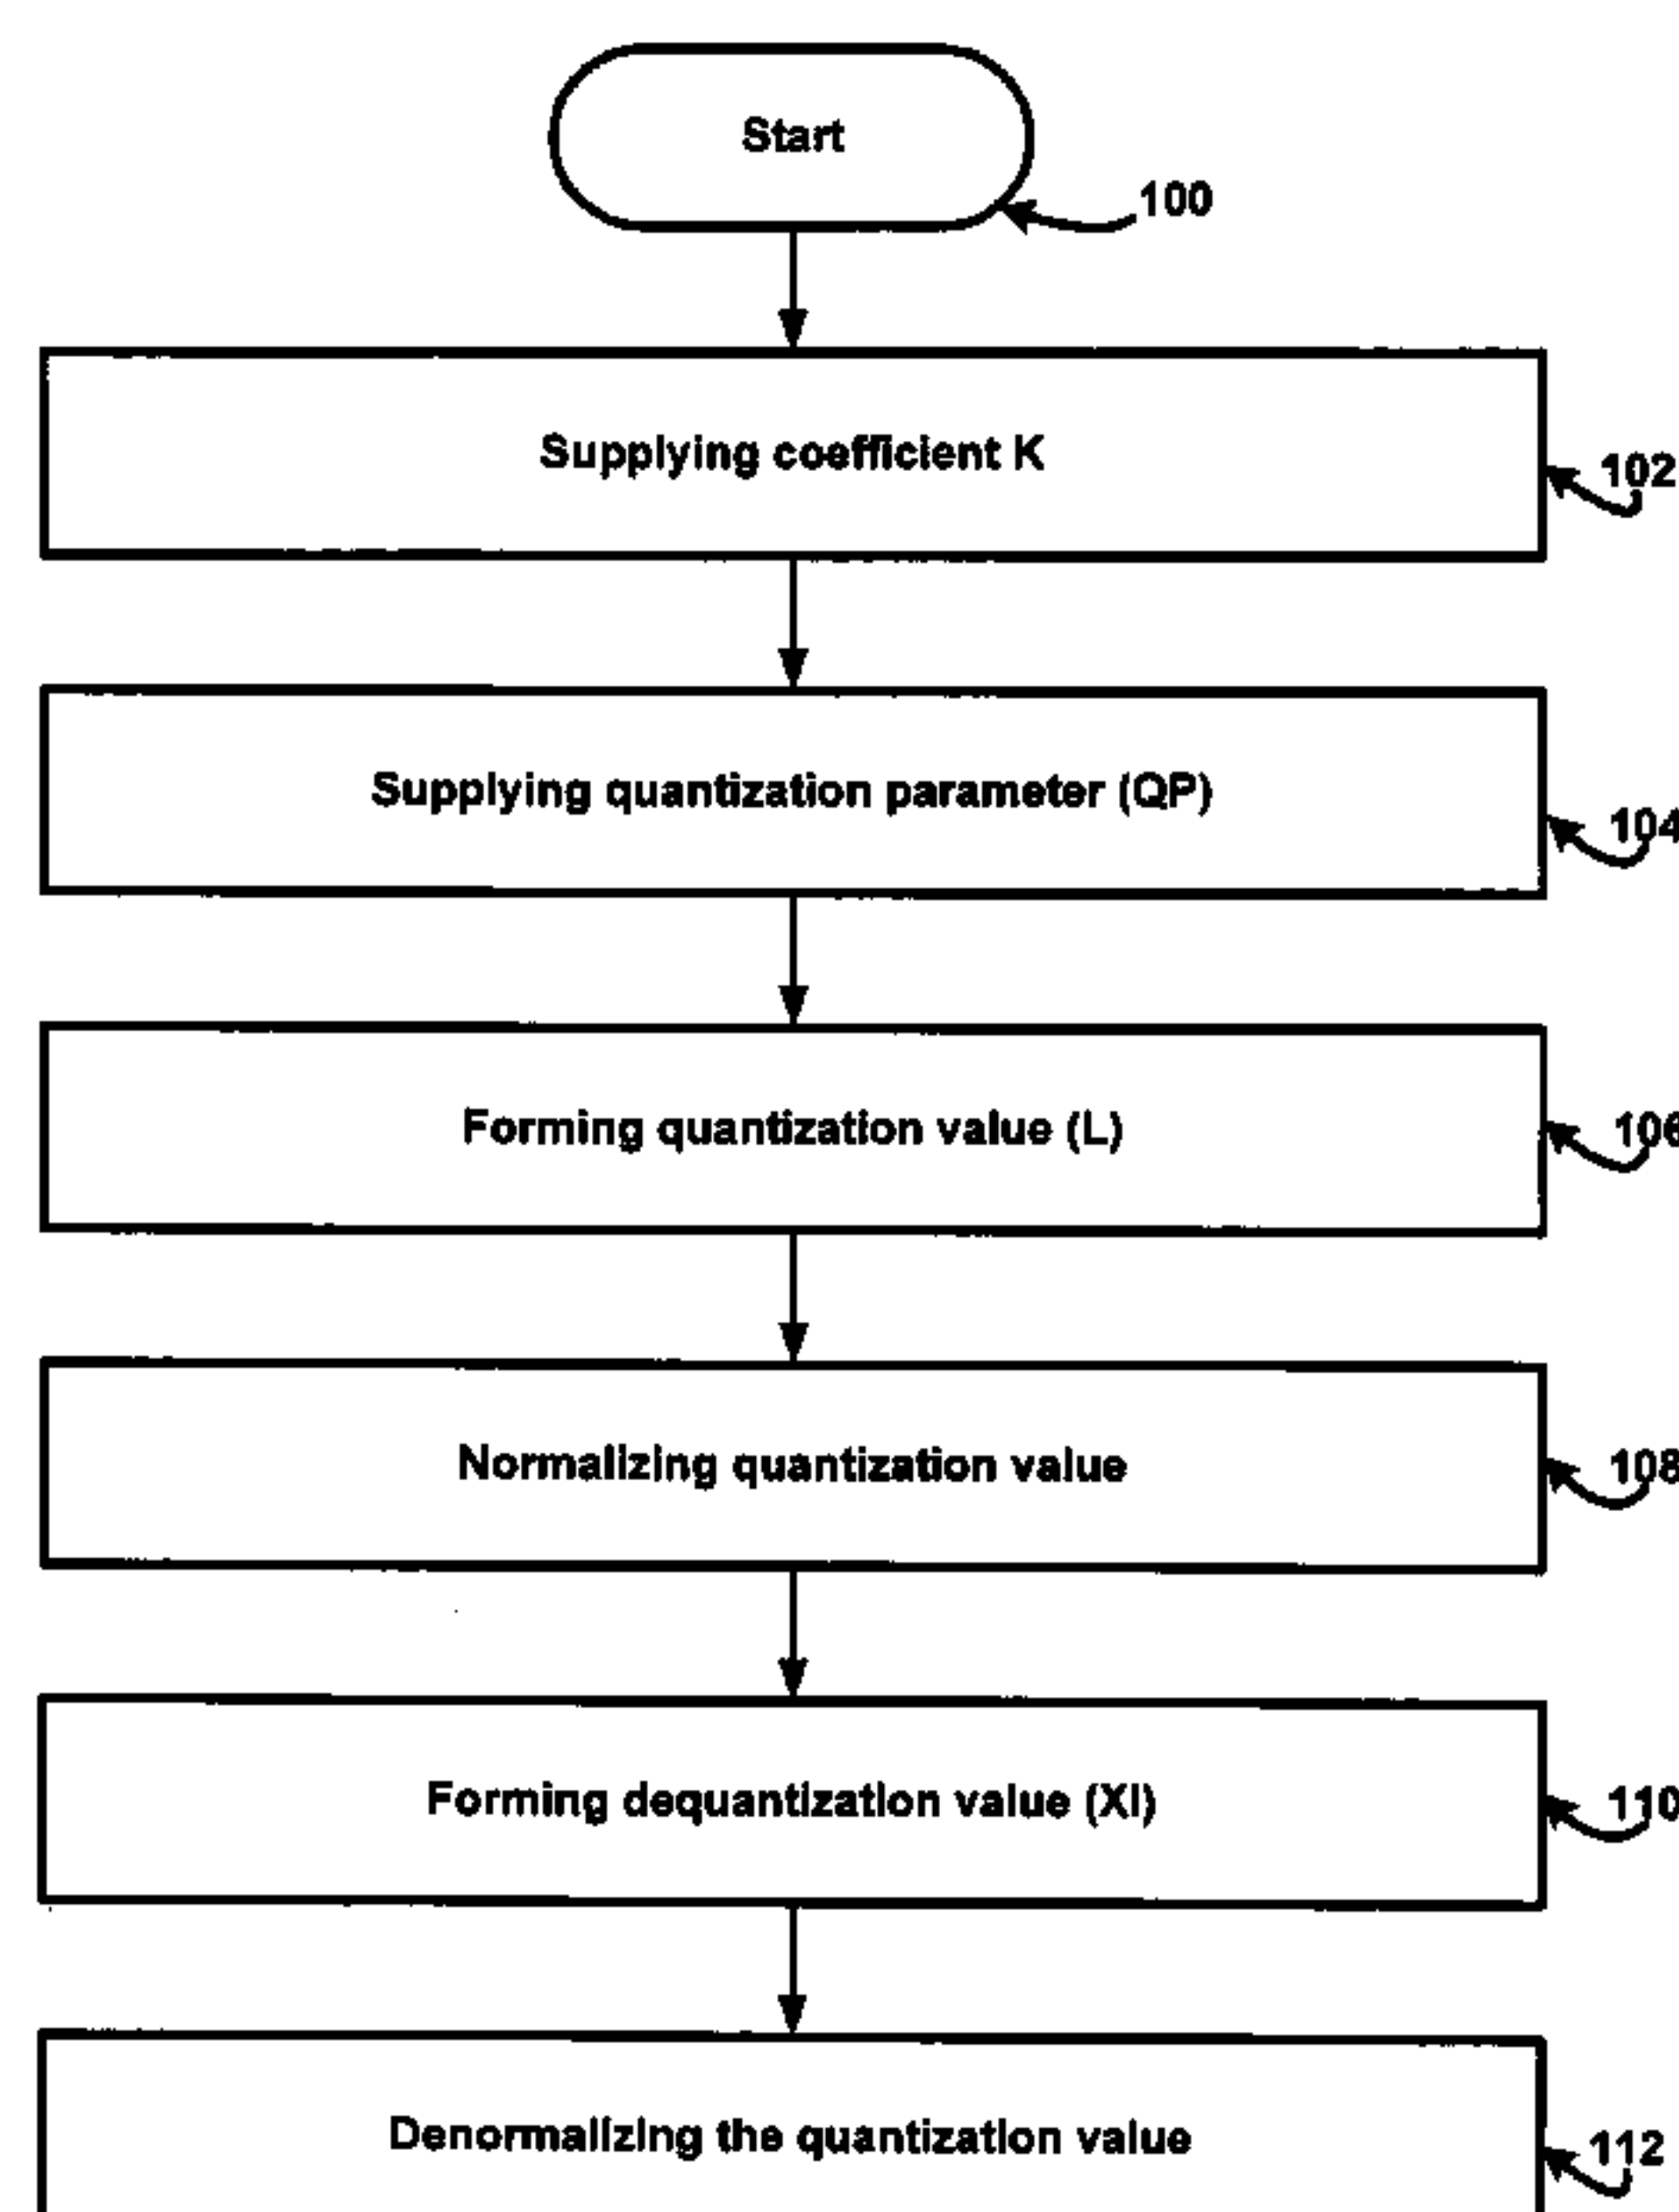 Start
100
Supplying coefficient K
102
Supplying quantization parameter (QP)
104
Forming quantization value (L)
106
Normalizing quantization value
108
Forming dequantization value (XI)
110
Denormalizing the quantization value
112